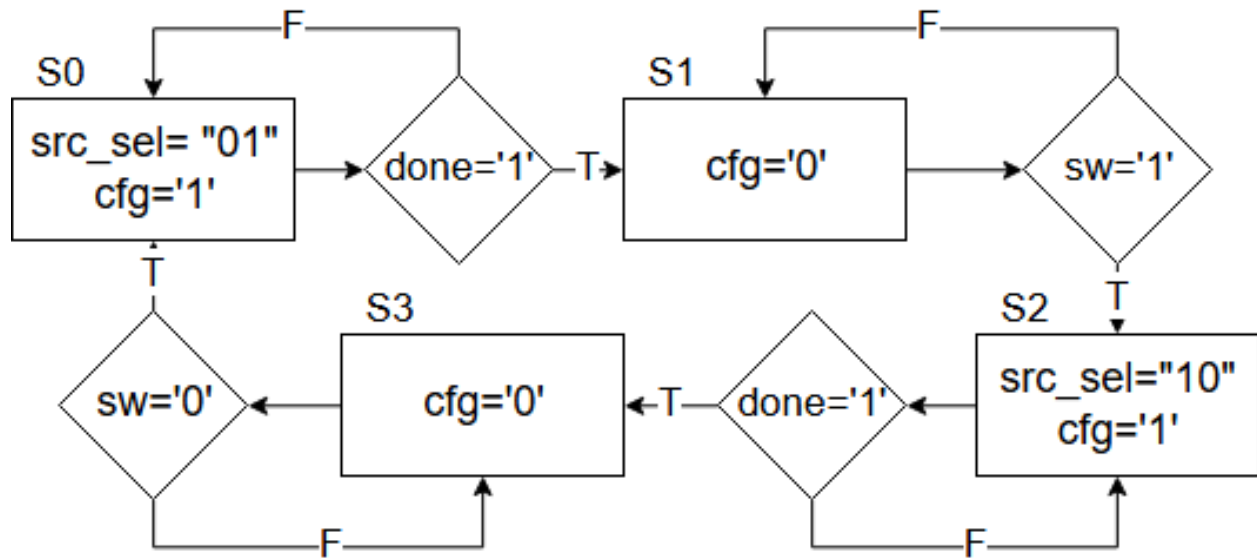 F
F
S0
S1
src_sel= "01"
cfg='1'
done='1'
T
cfg='0'
sw='1'
T
T
S3
S2
sw='0'
cfg='0'
T
done='1'
src_sel="10"
cfg='1'
F
F